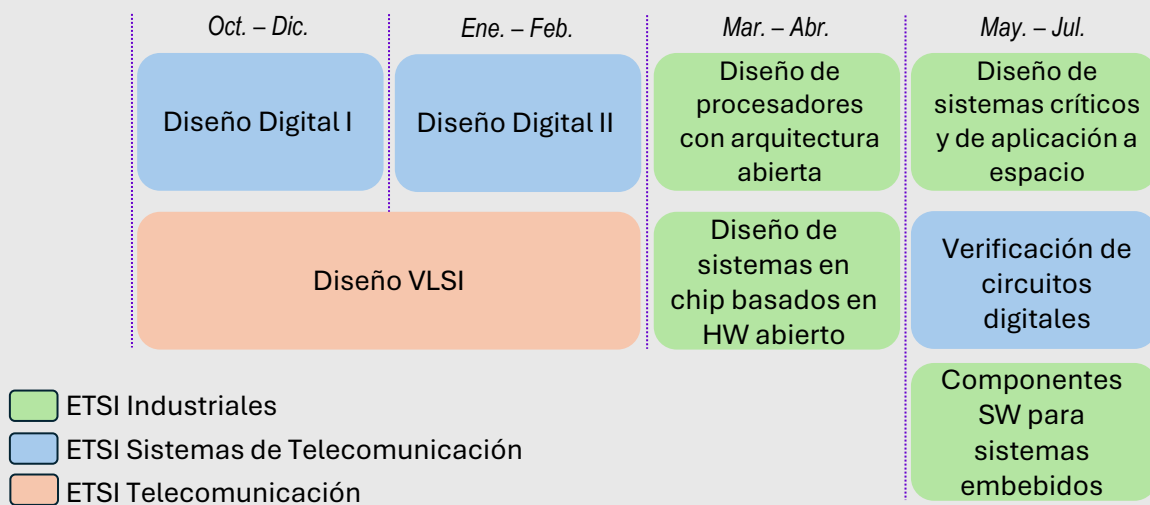 Oct. – Dic.
Ene. – Feb.
Mar. – Abr.
May. – Jul.
Diseño Digital I
Diseño Digital II
Diseño de
procesadores
con arquitectura
abierta
Diseño de
sistemas críticos
y de aplicación a
espacio
Diseño VLSI
Diseño de
sistemas en
chip basados en
HW abierto
Verificación de
circuitos
digitales
Componentes
SW para
sistemas
embebidos
ETSI Industriales
ETSI Sistemas de Telecomunicación
ETSI Telecomunicación